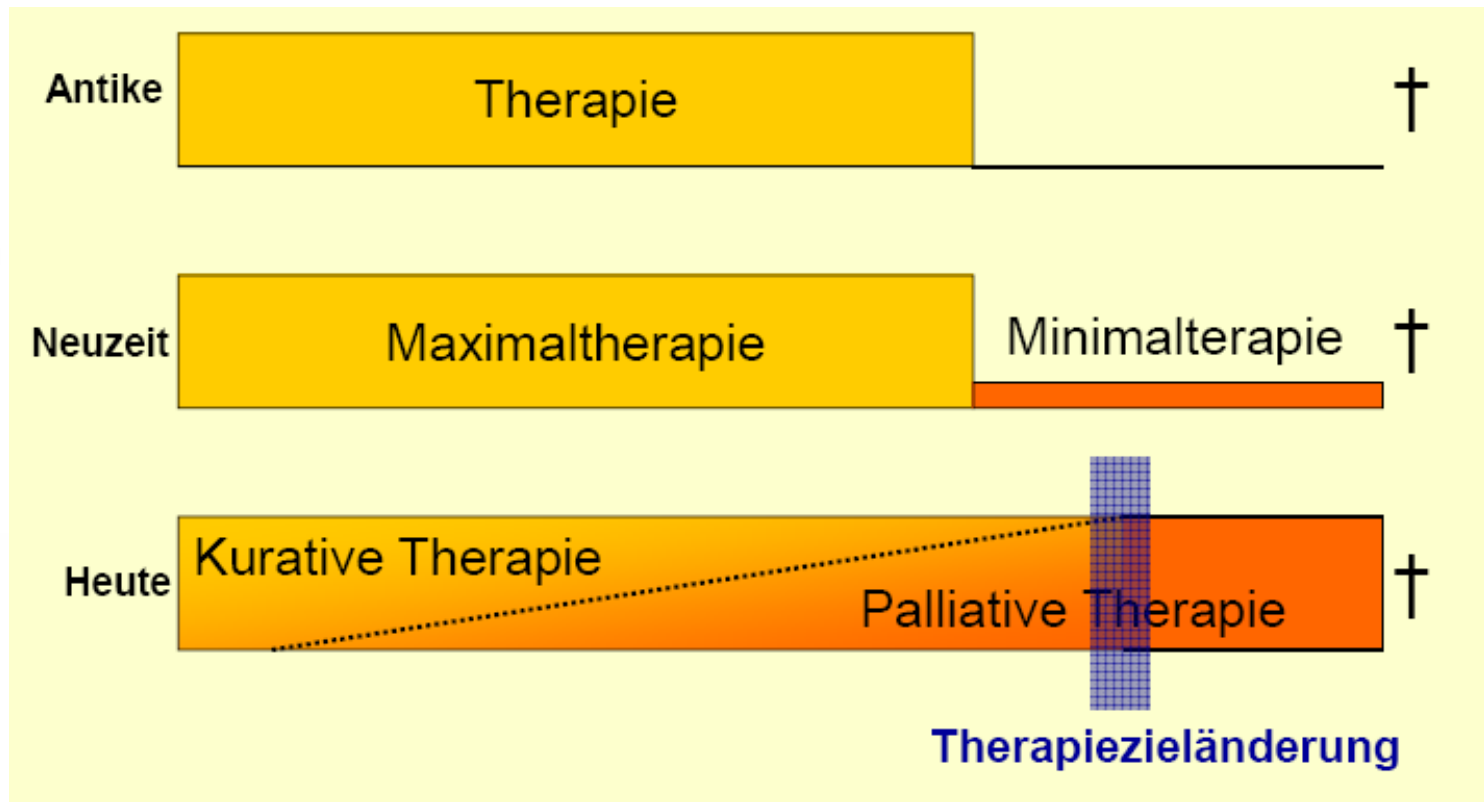 Antike
Therapie
†
Neuzeit
Maximaltherapie
Minimalterapie
†
Heute
Kurative Therapie
Palliative Therapie
†
Therapiezieländerung